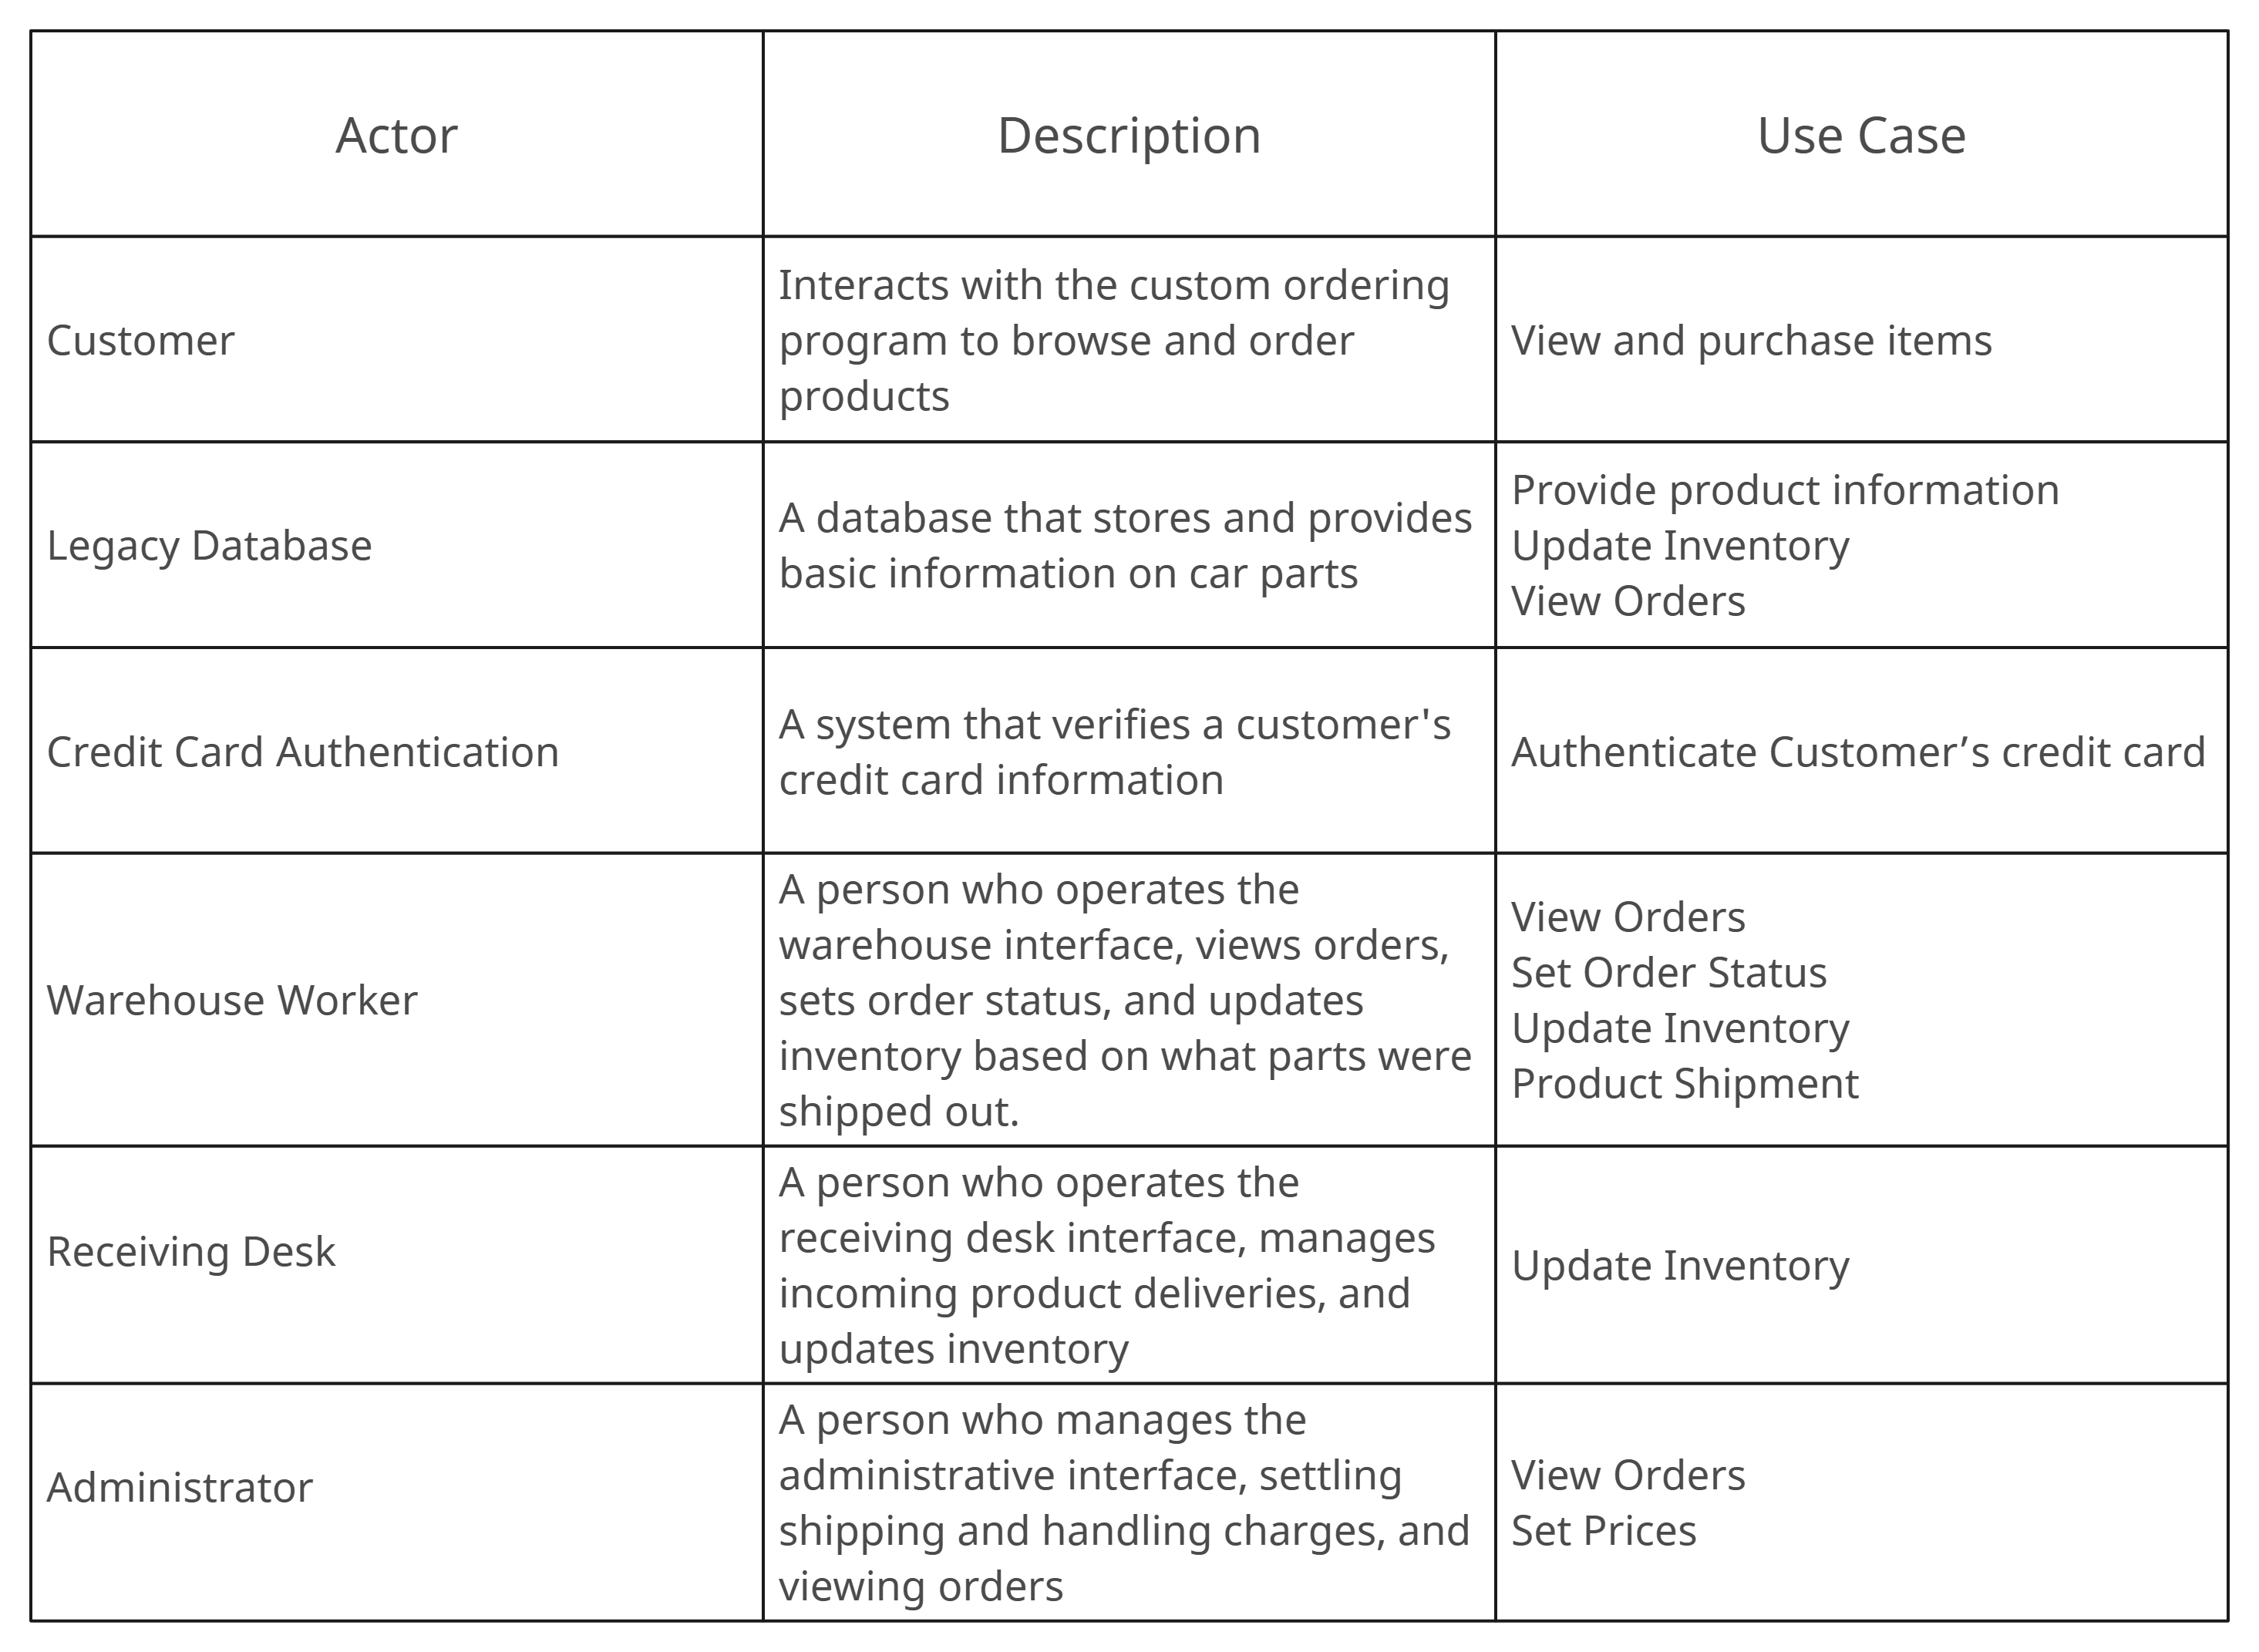 Actor
Description
Use Case
Customer
Interacts with the custom ordering
program to browse and order
products
View and purchase items
Legacy Database
A database that stores and provides
basic information on car parts
Provide product information
Update Inventory
View Orders
Credit Card Authentication
A system that verifies a customer's
credit card information
Authenticate Customer’s credit card
Warehouse Worker
A person who operates the
warehouse interface, views orders,
sets order status, and updates
inventory based on what parts were
shipped out.
View Orders
Set Order Status
Update Inventory
Product Shipment
Receiving Desk
A person who operates the
receiving desk interface, manages
incoming product deliveries, and
updates inventory
Update Inventory
Administrator
A person who manages the
administrative interface, settling
shipping and handling charges, and
viewing orders
View Orders
Set Prices